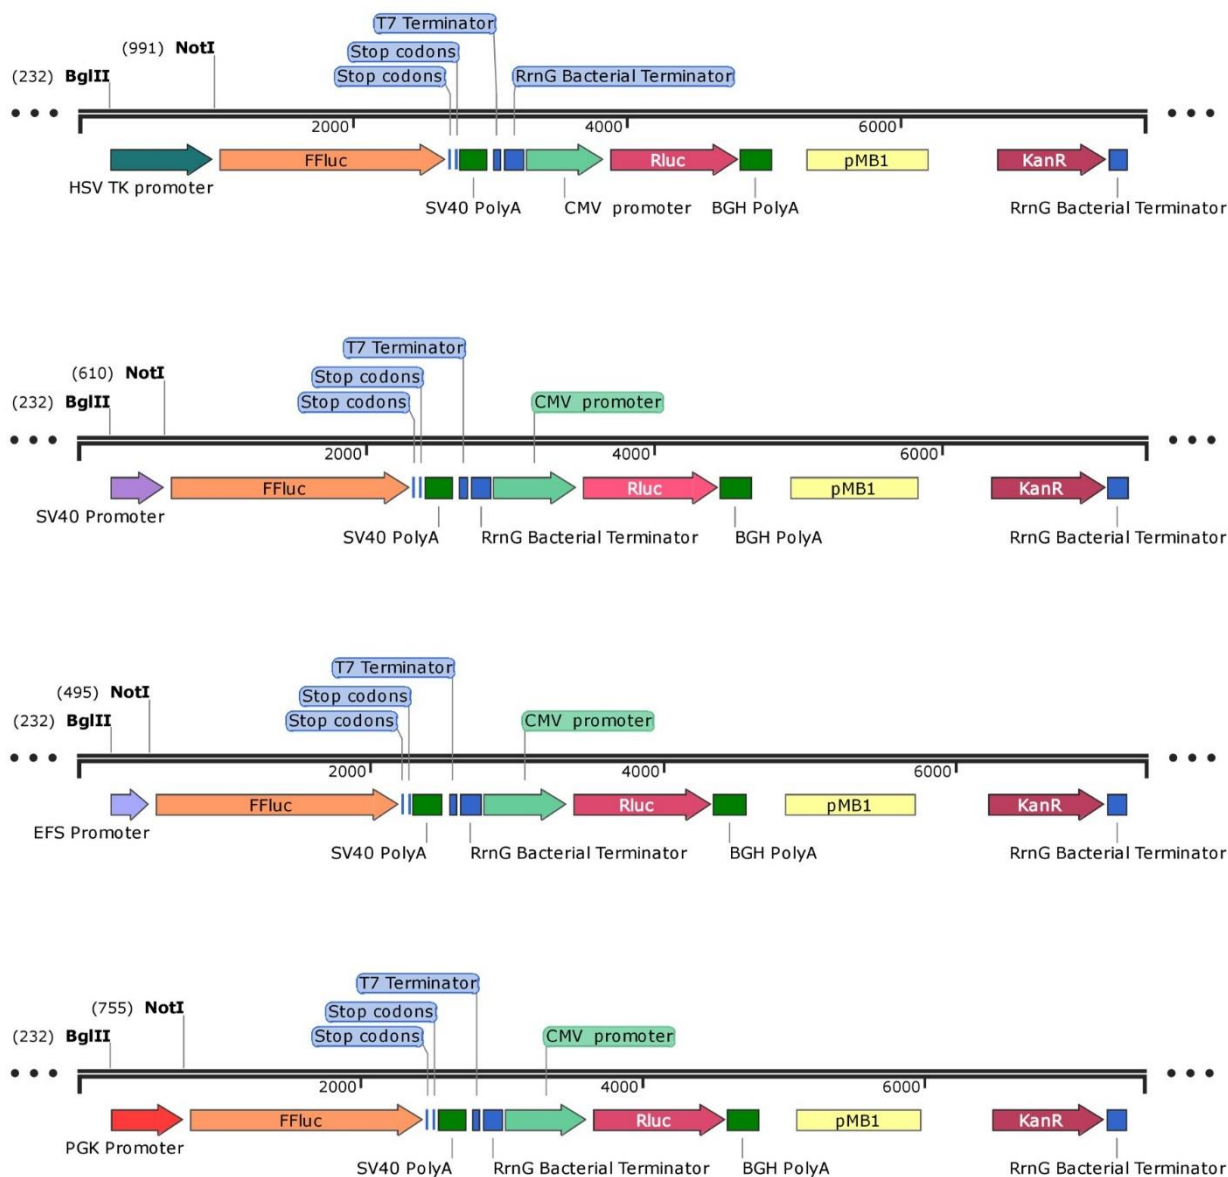 T7 Terminator
(991) NotI
Stop codons
(232) BglII
Stop codons
RrnG Bacterial Terminator
2000
4000
6000
FFluc
Rluc
pMB1
KanR
HSV TK promoter
SV40 PolyA
CMV promoter
BGH PolyA
RrnG Bacterial Terminator
T7 Terminator
(610) NotI
Stop codons
(232) BglII
Stop codons
CMV promoter
2000
4000
6000
FFluc
Rluc
pMB1
KanR
SV40 Promoter
SV40 PolyA
RrnG Bacterial Terminator
BGH PolyA
RrnG Bacterial Terminator
T7 Terminator
(495) NotI
Stop codons
(232) BglII
Stop codons
CMV promoter
2000
4000
6000
FFluc
Rluc
pMB1
KanR
EFS Promoter
SV40 PolyA
RrnG Bacterial Terminator
BGH PolyA
RrnG Bacterial Terminator
T7 Terminator
(755) NotI
Stop codons
(232) BglII
Stop codons
CMV promoter
2000
4000
6000
FFluc
Rluc
pMB1
KanR
PGK Promoter
SV40 PolyA
RrnG Bacterial Terminator
BGH PolyA
RrnG Bacterial Terminator